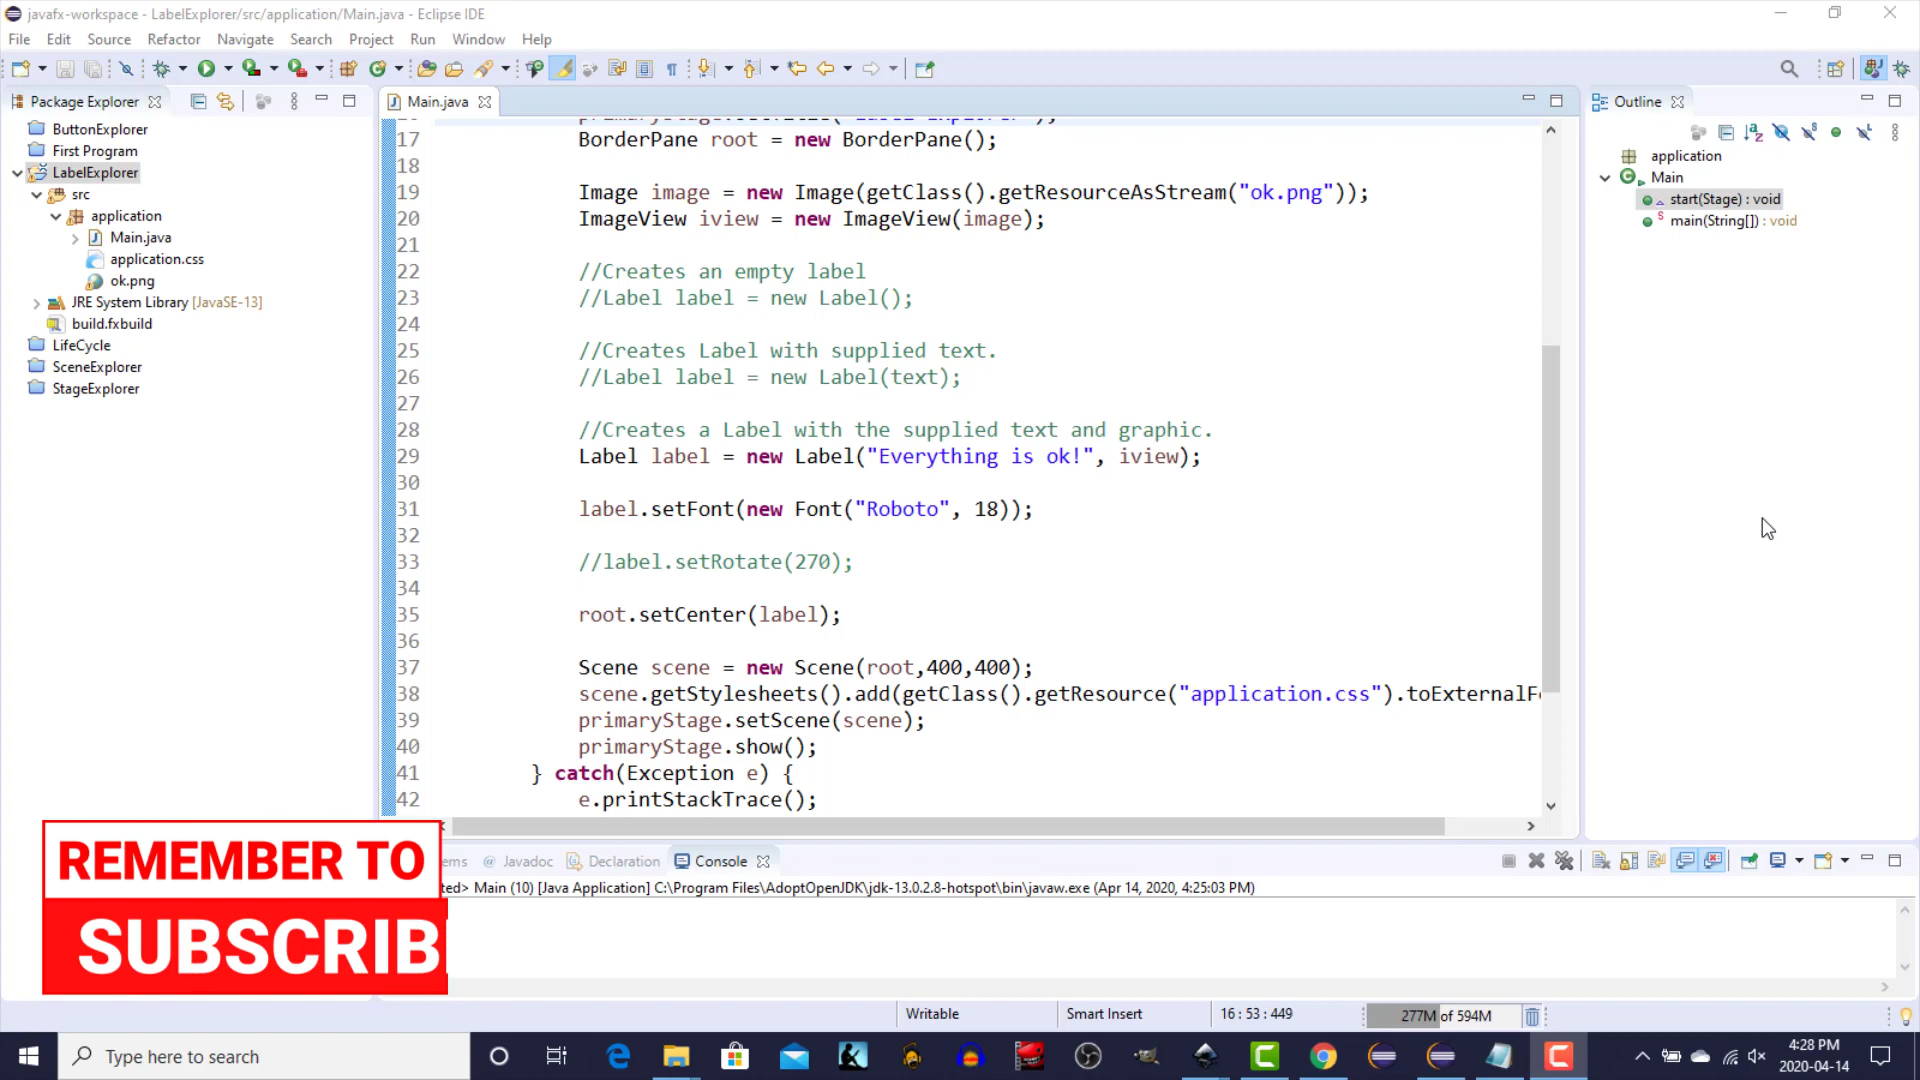 javafx-workspace - LabelExplorer/src/application/Main.java - Eclipse IDE
File Edit Source Refactor Navigate Search Project Run Window Help
Package Explorer
ButtonExplorer
First Program
LabelExplorer
src
application
Main.java
application.css
ok.png
JRE System Library [JavaSE-13]
build.fxbuild
LifeCycle
SceneExplorer
StageExplorer
Main.java
17 BorderPane root = new BorderPane();
18
19 Image image = new Image(getClass().getResourceAsStream("ok.png"));
20 ImageView iview = new ImageView(image);
21
22 //Creates an empty label
23 //Label label = new Label();
24
25 //Creates Label with supplied text.
26 //Label label = new Label(text);
27
28 //Creates a Label with the supplied text and graphic.
29 Label label = new Label("Everything is ok!", iview);
30
31 label.setFont(new Font("Roboto", 18));
32
33 //label.setRotate(270);
34
35 root.setCenter(label);
36
37 Scene scene = new Scene(root,400,400);
38 scene.getStylesheets().add(getClass().getResource("application.css").toExternalF
39 primaryStage.setScene(scene);
40 primaryStage.show();
41 } catch(Exception e) {
42 e.printStackTrace();
Outline
application
Main
start(Stage) : void
main(String[]) : void
ems @ Javadoc Declaration Console
ted> Main (10) [Java Application] C:\Program Files\AdoptOpenJDK\jdk-13.0.2.8-hotspot\bin\javaw.exe (Apr 14, 2020, 4:25:03 PM)
REMEMBER TO
SUBSCRIB
Writable Smart Insert 16 : 53 : 449 277M of 594M
Type here to search
4:28 PM
2020-04-14